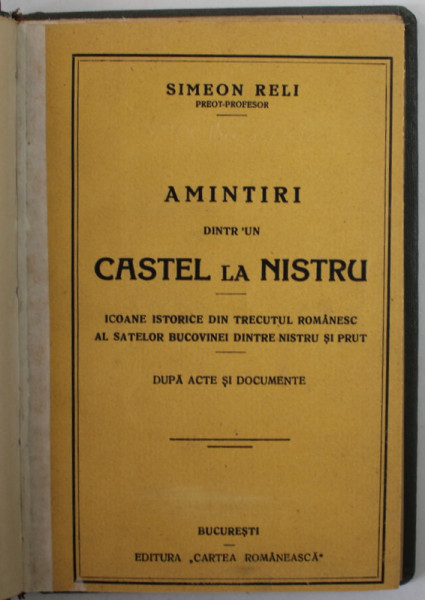 SIMEON RELI
PREOT-PROFESOR
AMINTIRI
DINTR'UN
CASTEL LA NISTRU
ICOANE ISTORICE DIN TRECUTUL ROMÂNESC
AL SATELOR BUCOVINEI DINTRE NISTRU ȘI PRUT
DUPĂ ACTE ȘI DOCUMENTE
BUCUREȘTI
EDITURA „CARTEA ROMÂNEASCĂ“